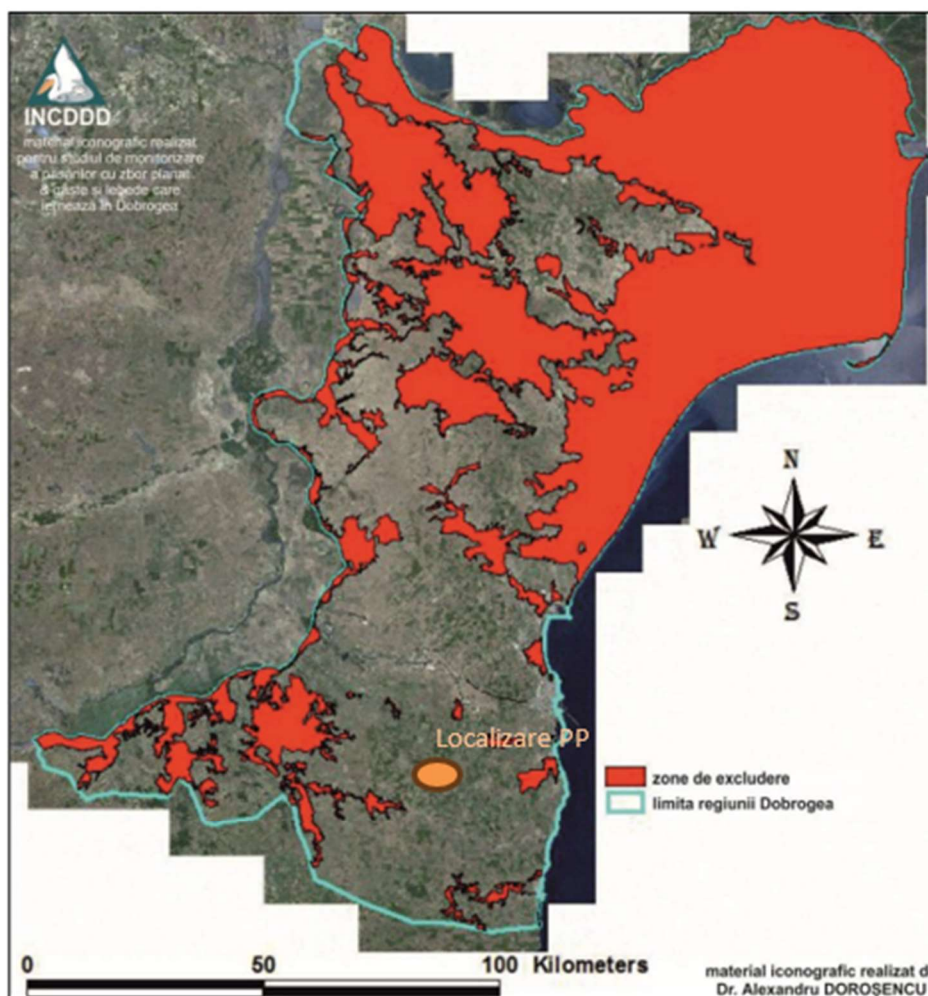 INCDDD
material iconografic realizat
pentru studiul de monitorizare
a păsărilor cu zbor planat
& gâște și lebede care
iernează în Dobrogea
N
W
E
S
Localizare PP
zone de excludere
limita regiunii Dobrogea
0 50 100 Kilometers
material iconografic realizat d
Dr. Alexandru DOROȘENCU